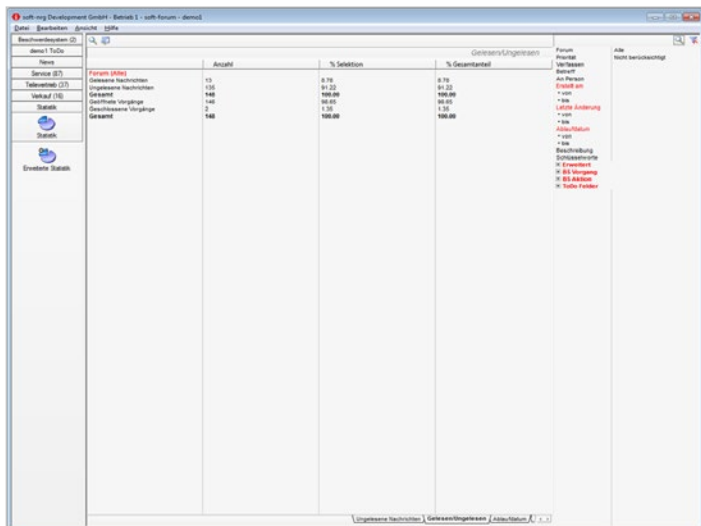 soft-nrg Development GmbH - Betrieb 1 - soft-forum - demo1
Datei Bearbeiten Ansicht Hilfe
Beschwerdesystem (2)
demo1 ToDo
News
Service (87)
Televertrieb (37)
Verkauf (16)
Statistik
Statistik
Erweiterte Statistik
Gelesen/Ungelesen
Anzahl % Selektion % Gesamtanteil
Forum (Alle)
Gelesene Nachrichten 13 8.78 8.78
Ungelesene Nachrichten 135 91.22 91.22
Gesamt 148 100.00 100.00
Geöffnete Vorgänge 146 98.65 98.65
Geschlossene Vorgänge 2 1.35 1.35
Gesamt 148 100.00 100.00
Ungelesene Nachrichten Gelesen/Ungelesen Ablaufdatum
Forum Alle
Priorität Nicht berücksichtigt
Verfasser
Betreff
An Person
Erstellt am
von
bis
Letzte Änderung
von
bis
Ablaufdatum
von
bis
Beschreibung
Schlüsselworte
Erweitert
BS Vorgang
BS Aktion
ToDo Felder